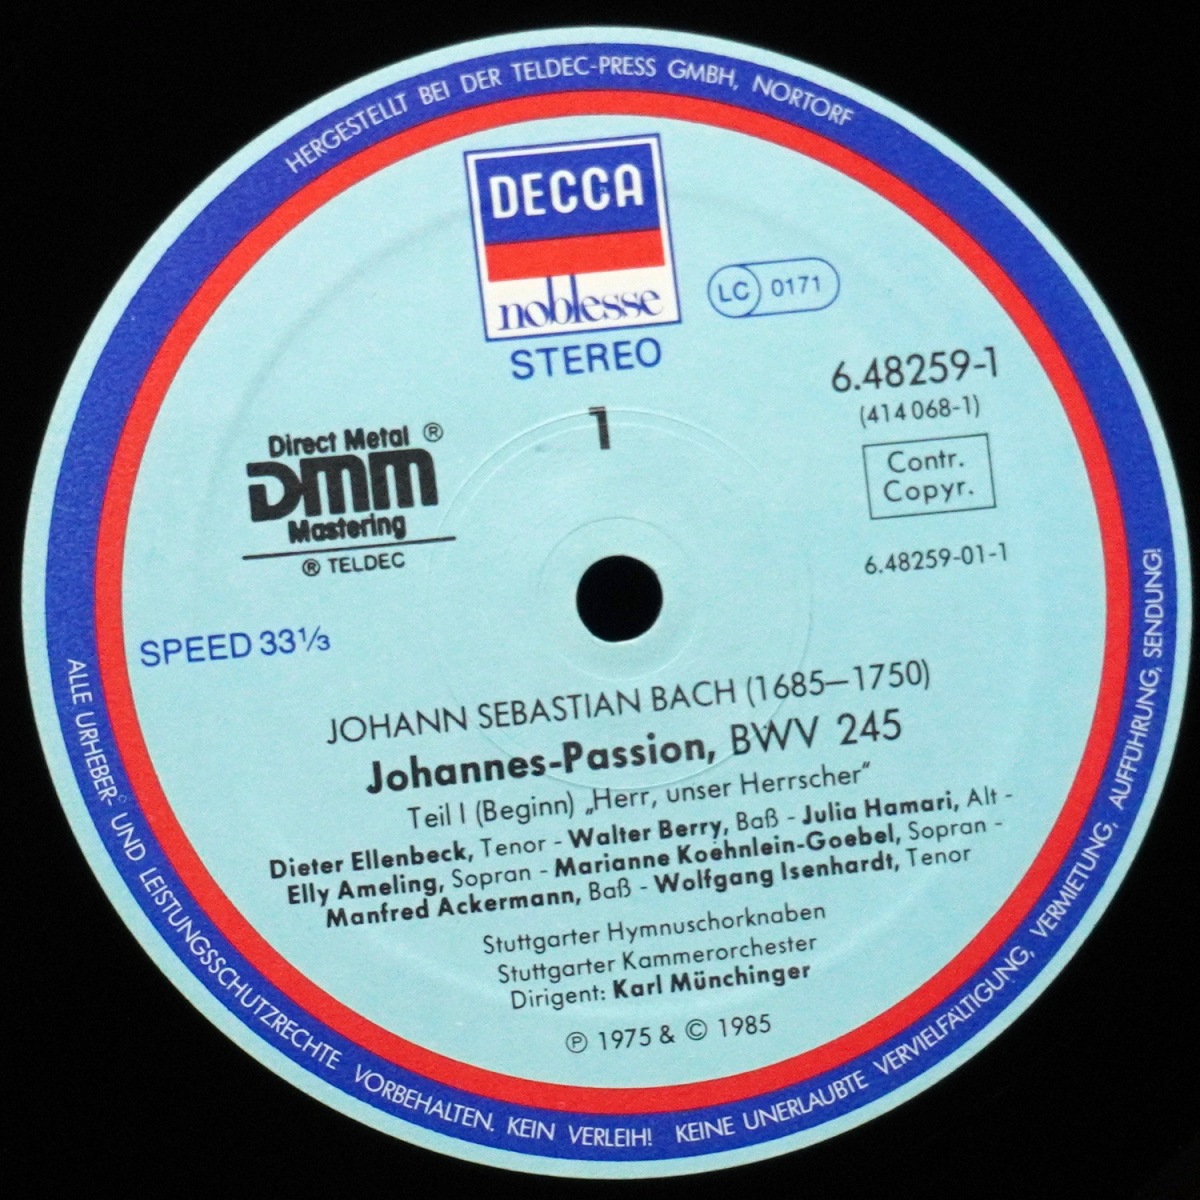 HERGESTELLT BEI DER TELDEC-PRESS GMBH, NORTORF
DECCA
noblesse
STEREO
LC 0171
1
6.48259-1
(414 068-1)
Contr.
Copyr.
6.48259-01-1
Direct Metal ®
DMM
Mastering
® TELDEC
SPEED 33⅓
JOHANN SEBASTIAN BACH (1685–1750)
Johannes-Passion, BWV 245
Teil I (Beginn) „Herr, unser Herrscher“
Dieter Ellenbeck, Tenor - Walter Berry, Baß - Julia Hamari, Alt -
Elly Ameling, Sopran - Marianne Koehnlein-Goebel, Sopran -
Manfred Ackermann, Baß - Wolfgang Isenhardt, Tenor
Stuttgarter Hymnuschorknaben
Stuttgarter Kammerorchester
Dirigent: Karl Münchinger
℗ 1975 & © 1985
ALLE URHEBER- UND LEISTUNGSSCHUTZRECHTE VORBEHALTEN. KEIN VERLEIH! KEINE UNERLAUBTE VERVIELFÄLTIGUNG, VERMIETUNG, AUFFÜHRUNG, SENDUNG!